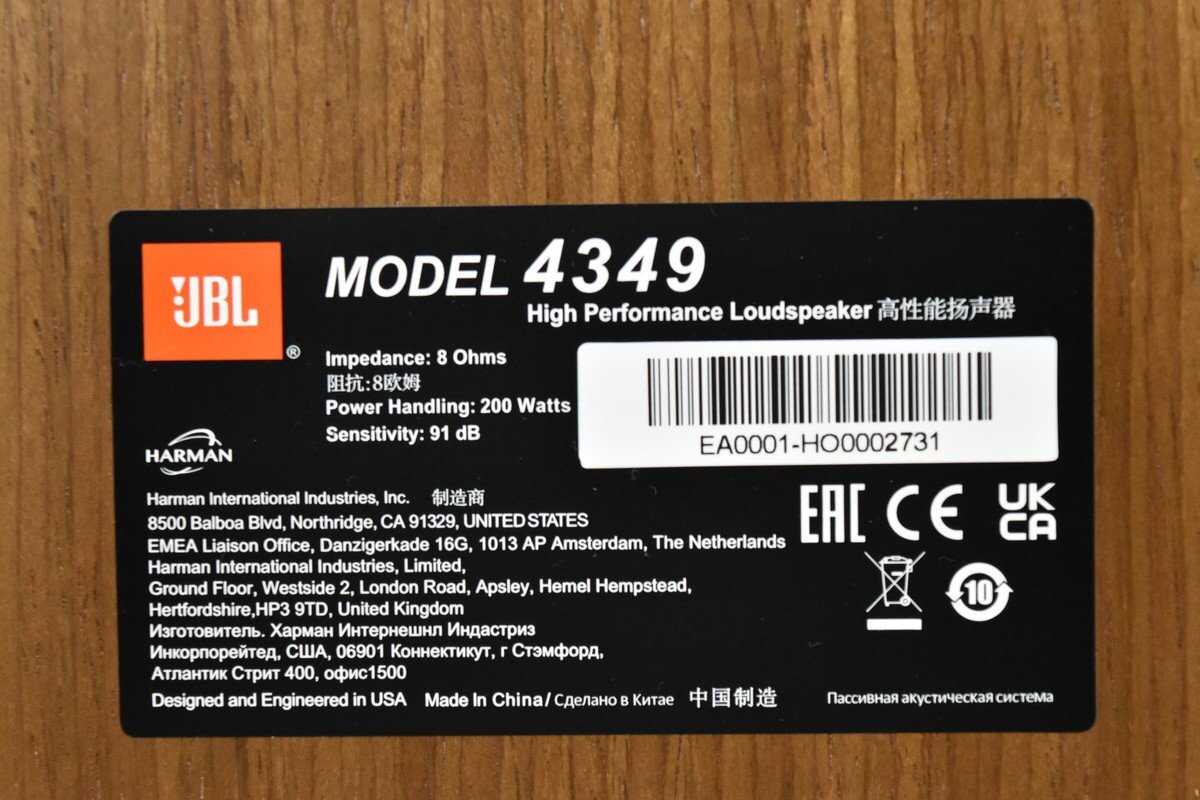 JBL®
MODEL 4349
High Performance Loudspeaker 高性能扬声器
Impedance: 8 Ohms
阻抗:8欧姆
Power Handling: 200 Watts
Sensitivity: 91 dB
EA0001-HO0002731
HARMAN
Harman International Industries, Inc. 制造商
8500 Balboa Blvd, Northridge, CA 91329, UNITED STATES
EMEA Liaison Office, Danzigerkade 16G, 1013 AP Amsterdam, The Netherlands
Harman International Industries, Limited,
Ground Floor, Westside 2, London Road, Apsley, Hemel Hempstead,
Hertfordshire,HP3 9TD, United Kingdom
Изготовитель. Харман Интернешнл Индастриз
Инкорпорейтед, США, 06901 Коннектикут, г Стэмфорд,
Атлантик Стрит 400, офис1500
EAC CE UK
CA
10
Designed and Engineered in USA Made In China/Сделано в Китае 中国制造 Пассивная акустическая система